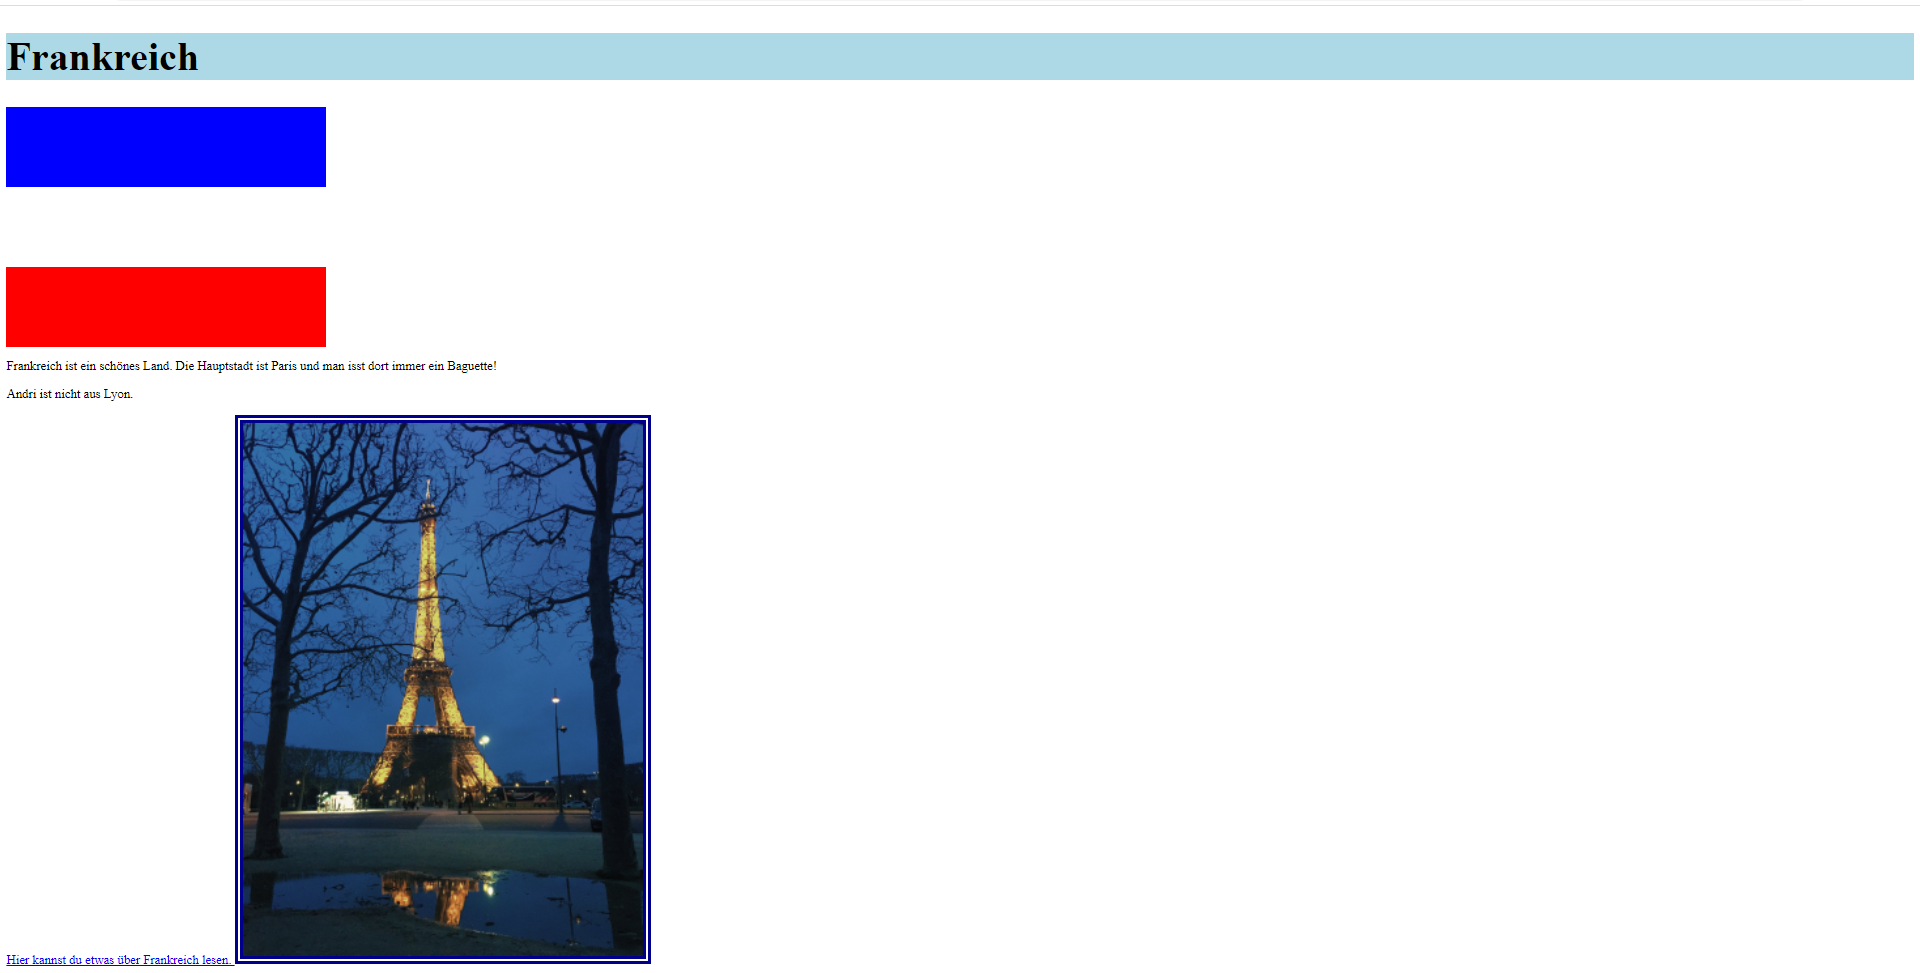 Frankreich
Frankreich ist ein schönes Land. Die Hauptstadt ist Paris und man isst dort immer ein Baguette!
Andri ist nicht aus Lyon.
Hier kannst du etwas über Frankreich lesen.